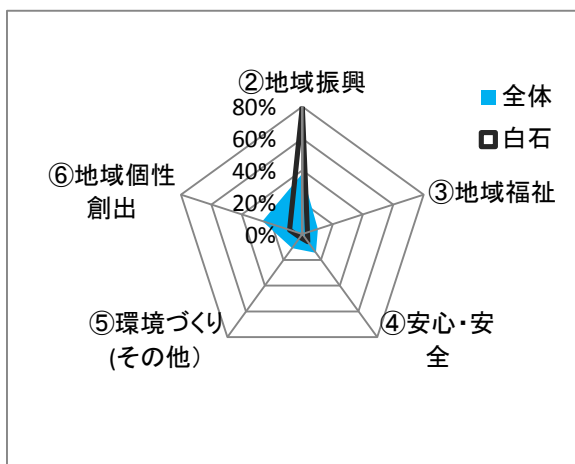 ②地域振興
80%
60%
40%
20%
0%
全体
白石
③地域福祉
④安心・安
全
⑤環境づくり
(その他）
⑥地域個性
創出